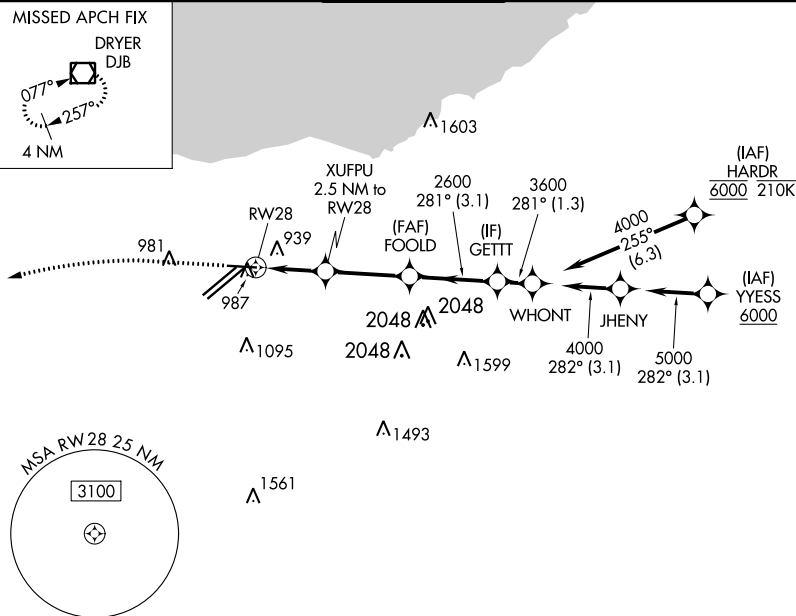 MISSED APCH FIX
DRYER
DJB
077°
257°
4 NM
1603
XUFPU
2.5 NM to
RW28
2600
281° (3.1)
3600
281° (1.3)
(IAF)
HARDR
6000 210K
4000
255°
(6.3)
RW28
(FAF)
FOOLD
(IF)
GETTT
981
939
987
(IAF)
YYESS
6000
WHONT
JHENY
2048
2048
2048
1095
1599
4000
282° (3.1)
5000
282° (3.1)
1493
MSA RW28 25 NM
3100
1561